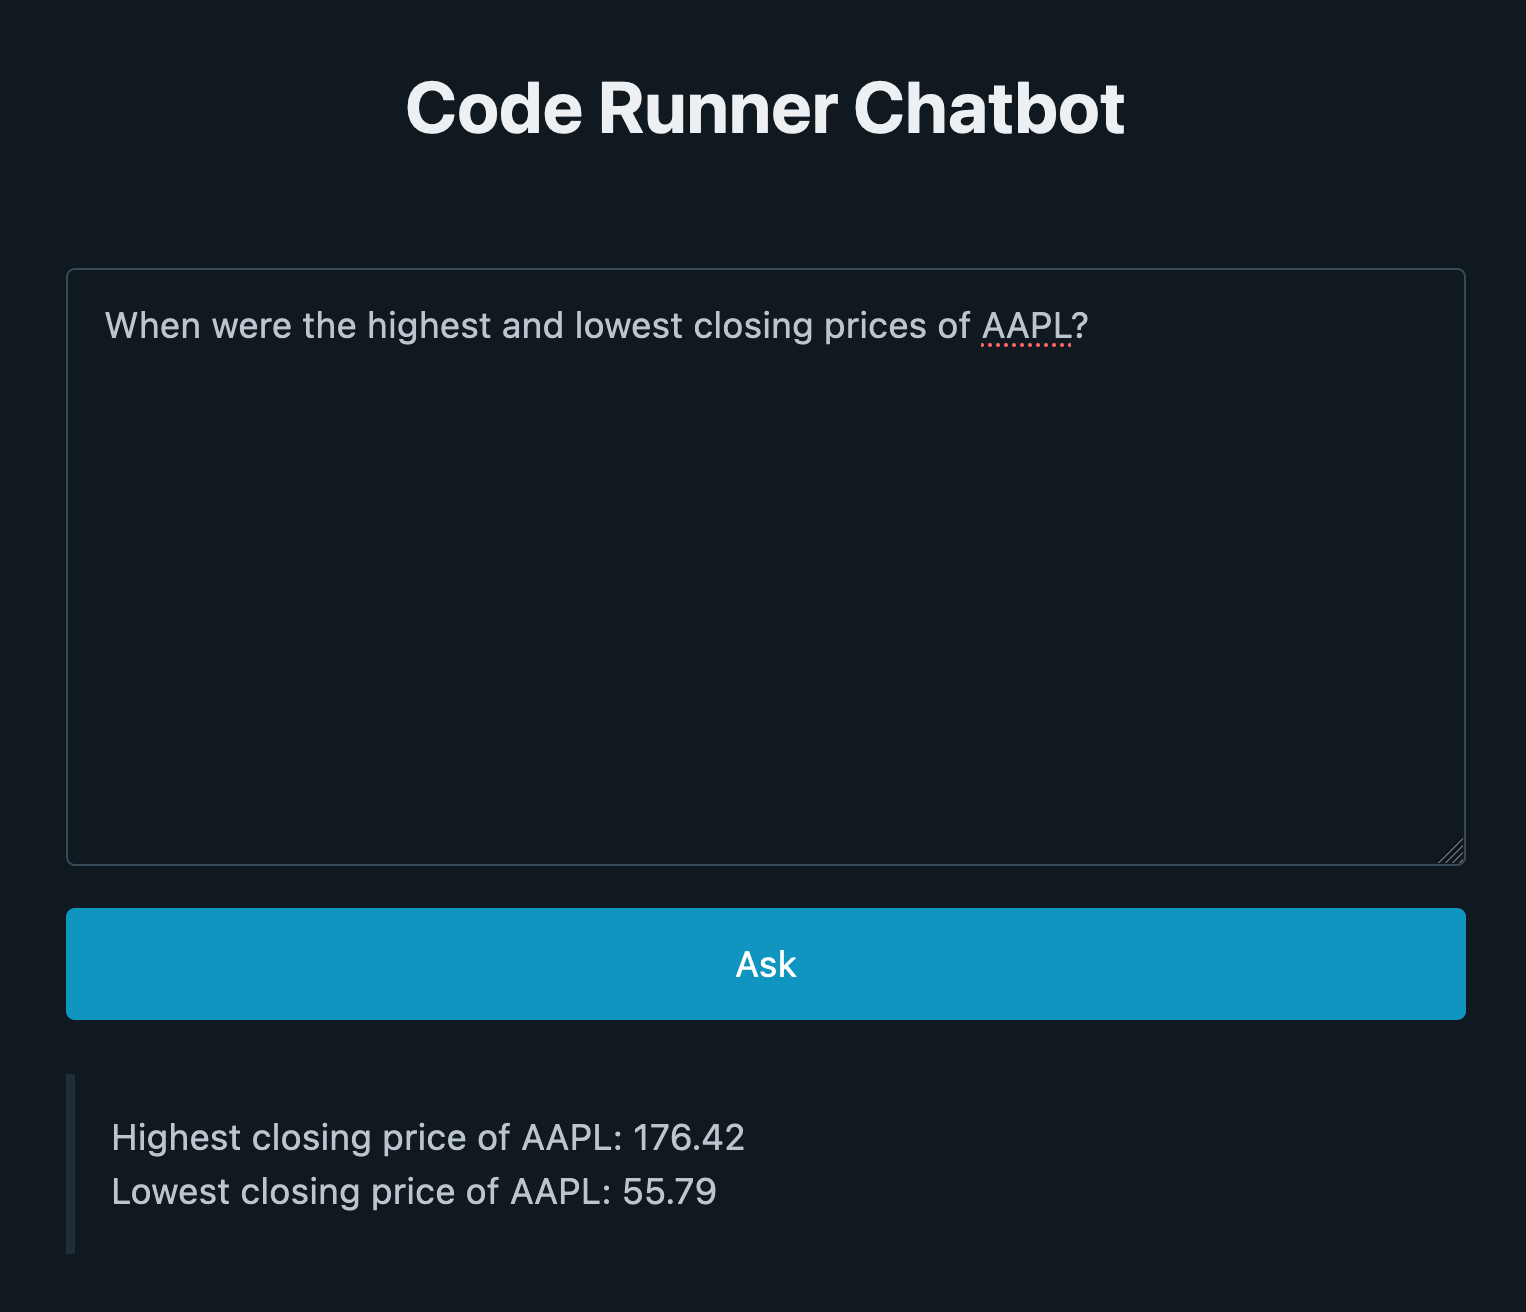 Code Runner Chatbot
When were the highest and lowest closing prices of AAPL?
Ask
Highest closing price of AAPL: 176.42
Lowest closing price of AAPL: 55.79